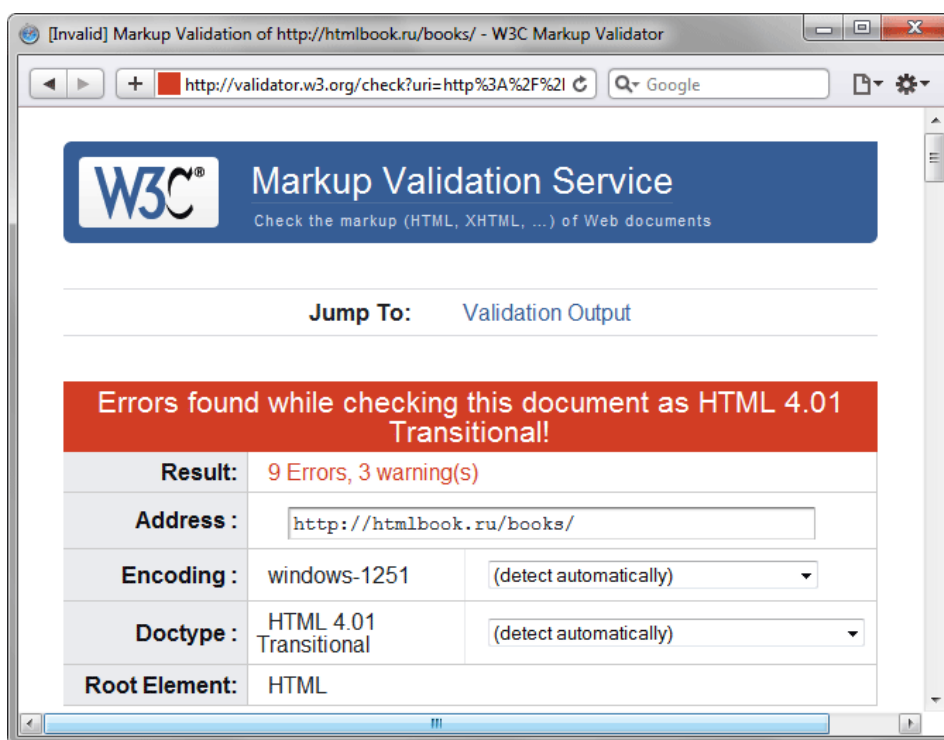 [Invalid] Markup Validation of http://htmlbook.ru/books/ - W3C Markup Validator
http://validator.w3.org/check?uri=http%3A%2F%2
Google
W3C®
Markup Validation Service
Check the markup (HTML, XHTML, ...) of Web documents
Jump To: Validation Output
Errors found while checking this document as HTML 4.01
Transitional!
Result: 9 Errors, 3 warning(s)
Address : http://htmlbook.ru/books/
Encoding : windows-1251 (detect automatically)
Doctype : HTML 4.01
Transitional (detect automatically)
Root Element: HTML